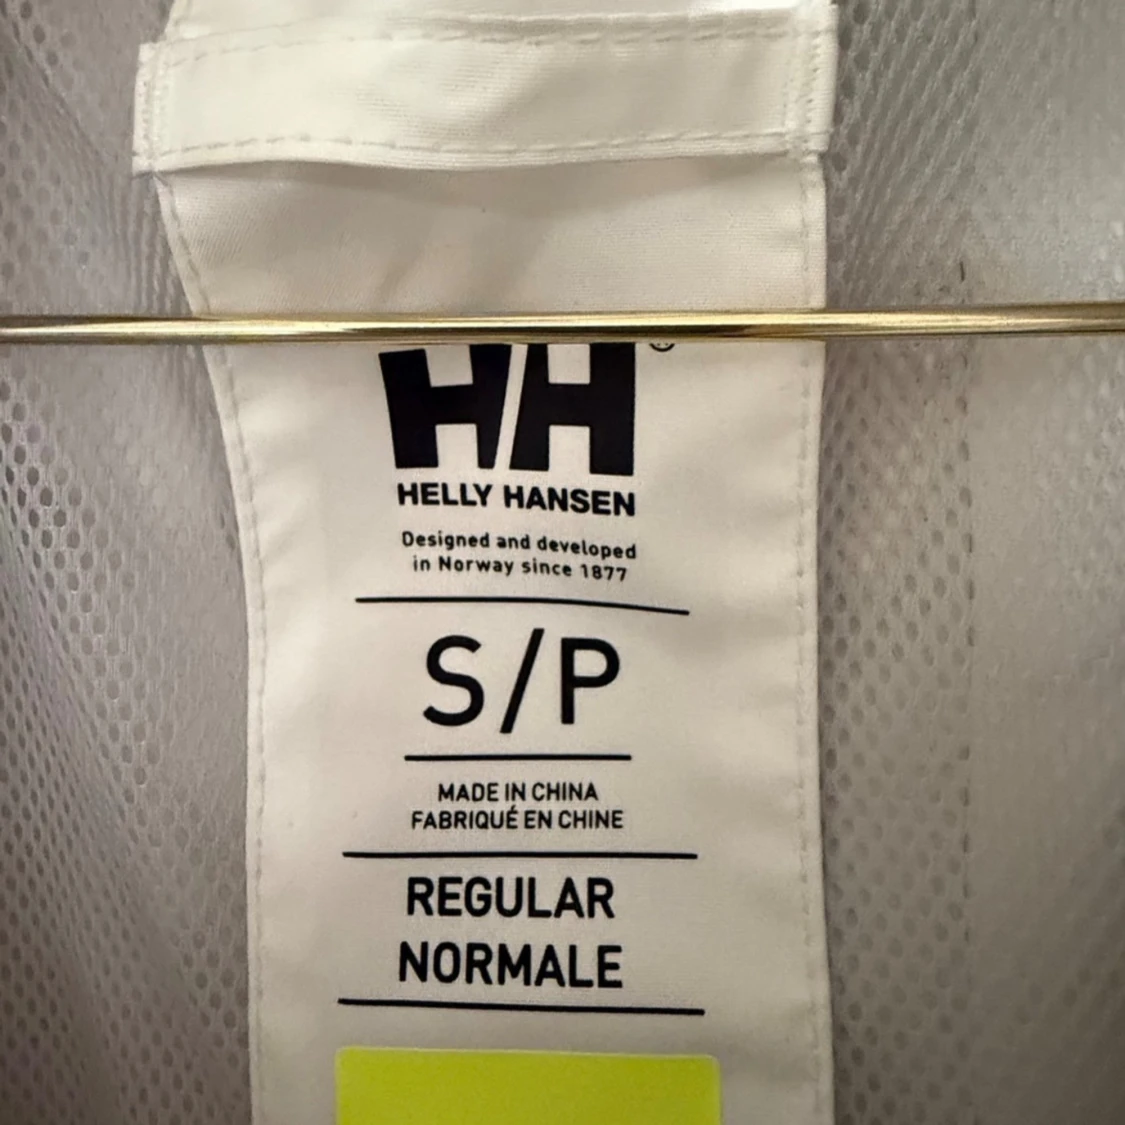 HH®
HELLY HANSEN
Designed and developed
in Norway since 1877
S/P
MADE IN CHINA
FABRIQUÉ EN CHINE
REGULAR
NORMALE